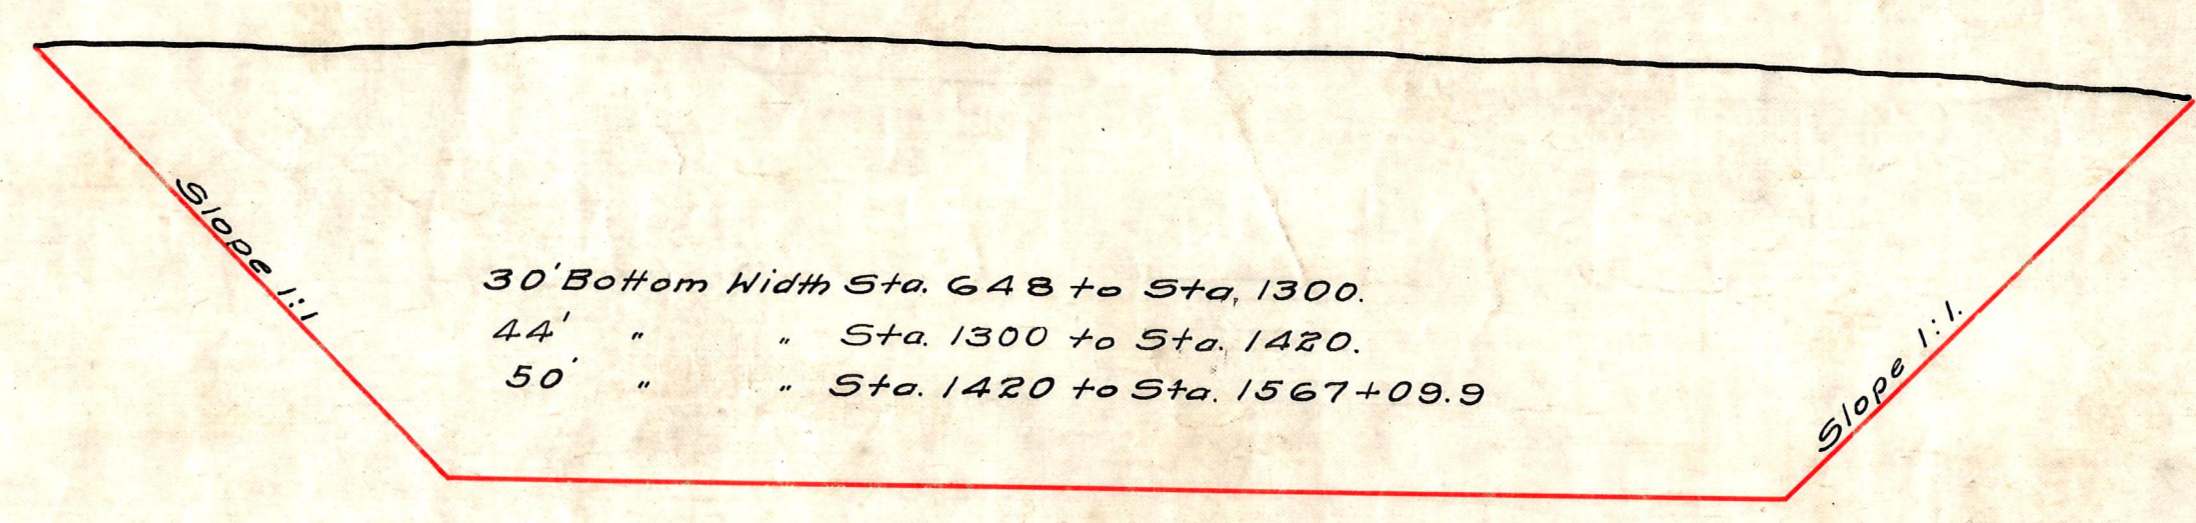 Slope 1:1
30' Bottom Width Sta. 648 to Sta. 1300.
44' " " Sta. 1300 to Sta. 1420.
50' " " Sta. 1420 to Sta. 1567+09.9
Slope 1:1.